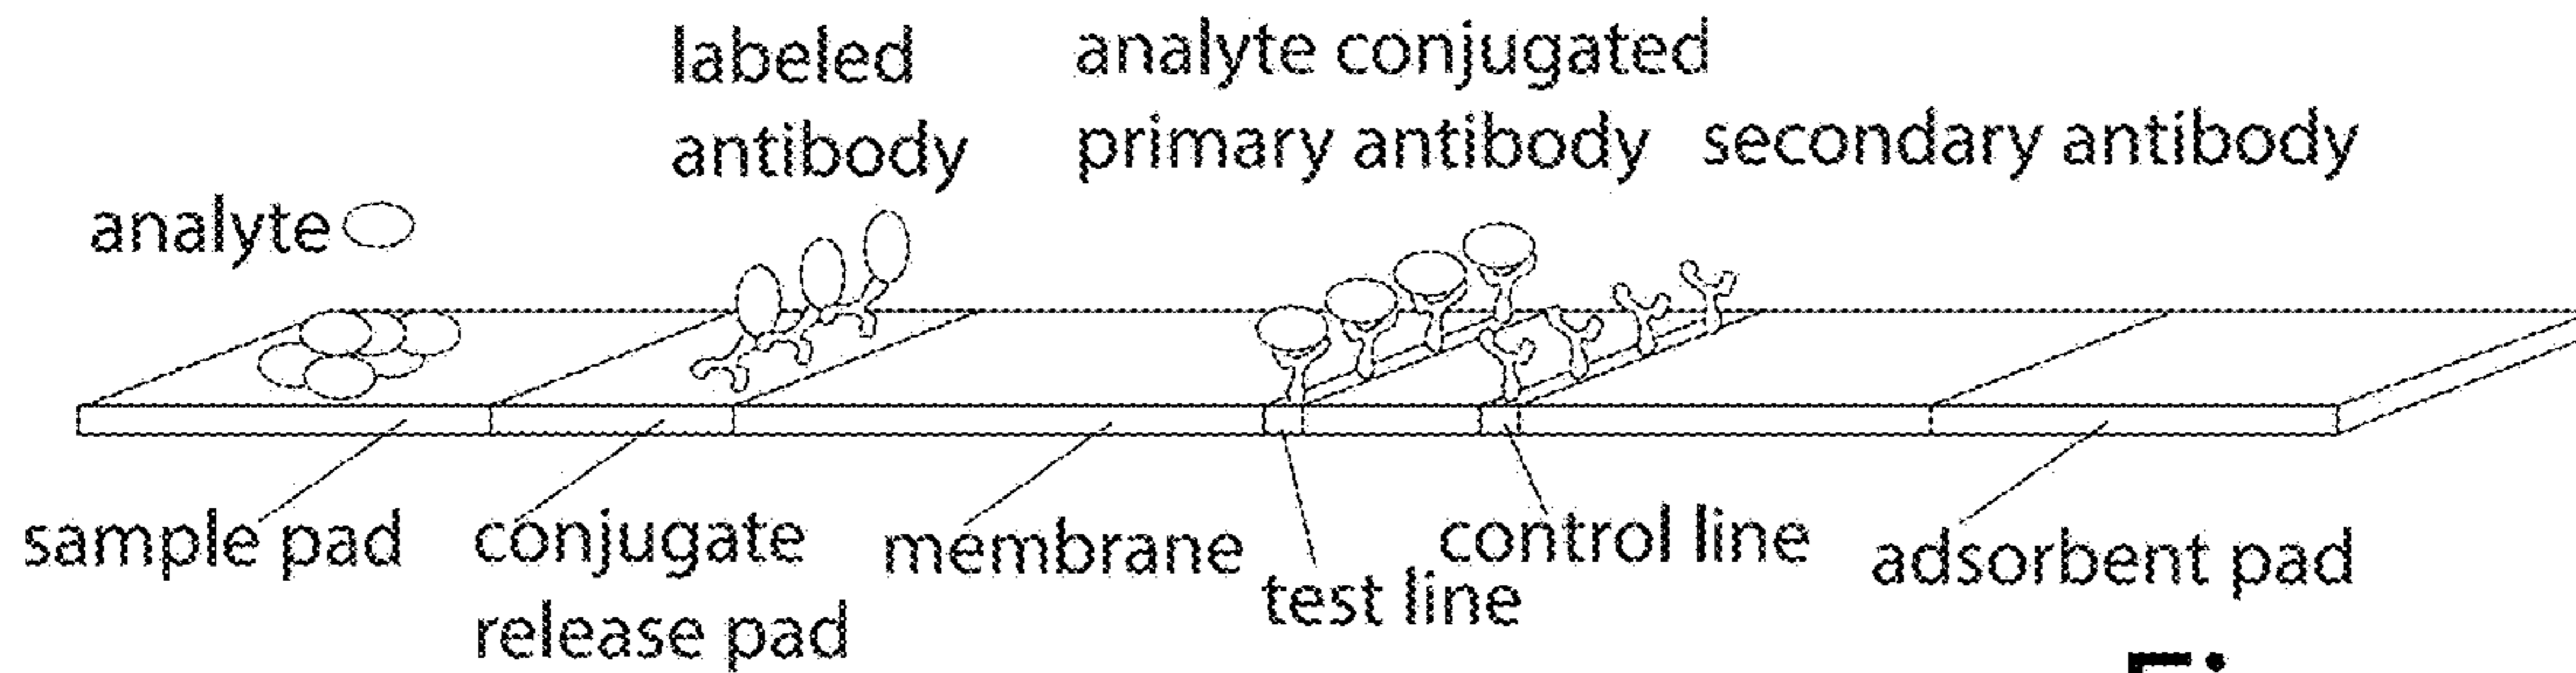 labeled
antibody
analyte conjugated
primary antibody
secondary antibody
analyte
sample pad
conjugate
release pad
membrane
test line
control line
adsorbent pad